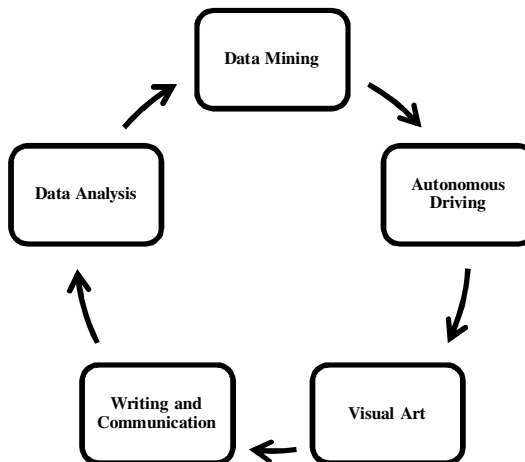 Data Mining
Autonomous
Driving
Visual Art
Writing and
Communication
Data Analysis